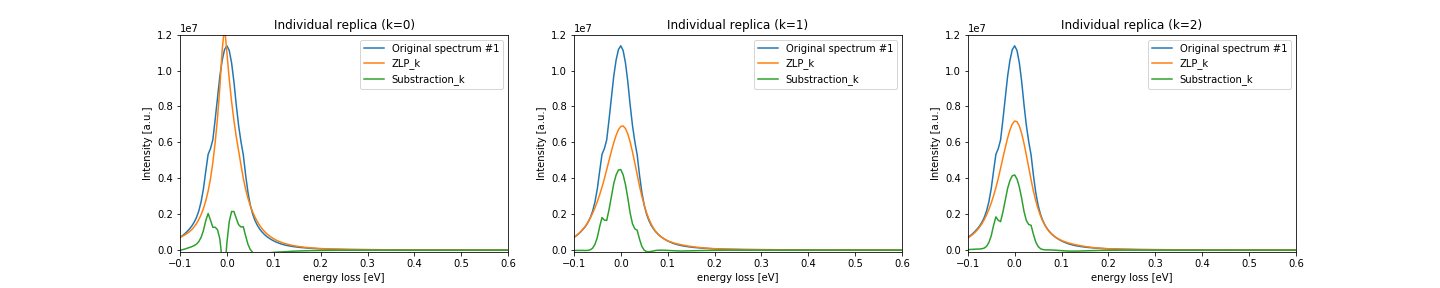 Individual replica (k=0)
1e7
1.2
1.0
0.8
0.6
0.4
0.2
0.0
Intensity [a.u.]
Original spectrum #1
ZLP_k
Substraction_k
−0.1 0.0 0.1 0.2 0.3 0.4 0.5 0.6
energy loss [eV]
Individual replica (k=1)
1e7
1.2
1.0
0.8
0.6
0.4
0.2
0.0
Intensity [a.u.]
Original spectrum #1
ZLP_k
Substraction_k
−0.1 0.0 0.1 0.2 0.3 0.4 0.5 0.6
energy loss [eV]
Individual replica (k=2)
1e7
1.2
1.0
0.8
0.6
0.4
0.2
0.0
Intensity [a.u.]
Original spectrum #1
ZLP_k
Substraction_k
−0.1 0.0 0.1 0.2 0.3 0.4 0.5 0.6
energy loss [eV]